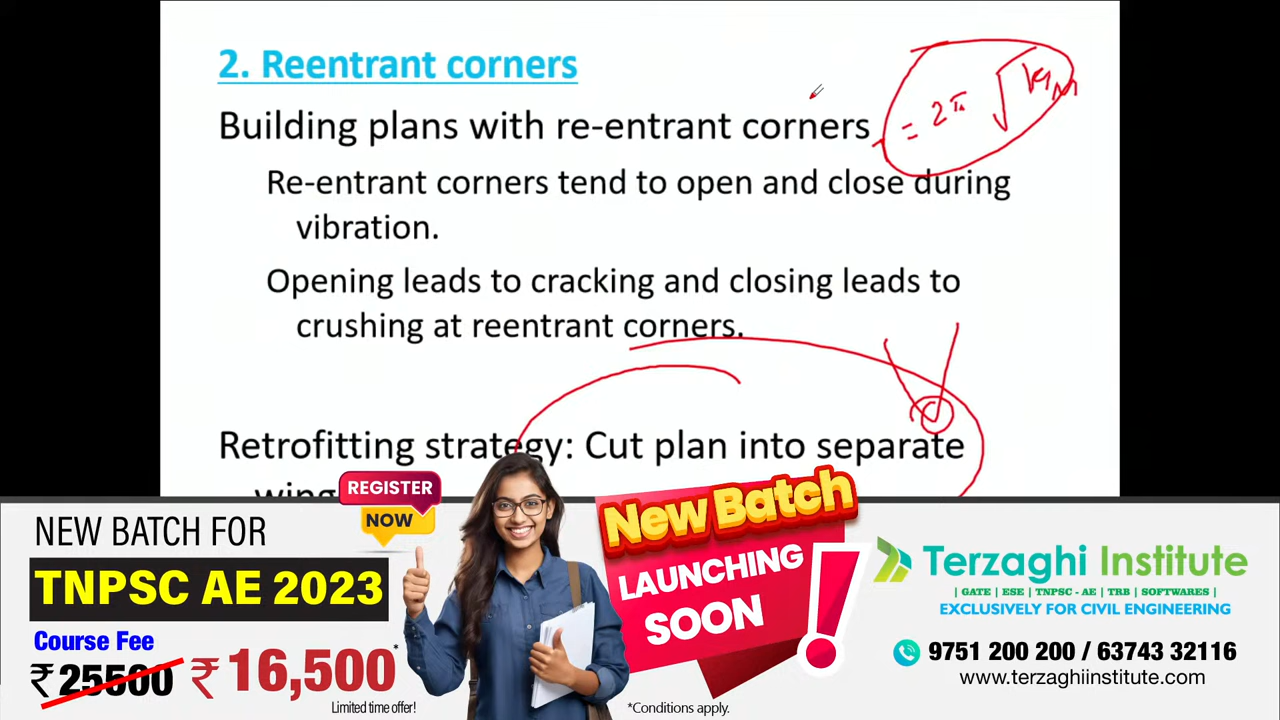 2. Reentrant corners
Building plans with re-entrant corners
= 2π √
Re-entrant corners tend to open and close during
vibration.
Opening leads to cracking and closing leads to
crushing at reentrant corners.
Retrofitting strategy: Cut plan into separate
REGISTER
NOW
NEW BATCH FOR
TNPSC AE 2023
Course Fee
₹25500 ₹16,500*
Limited time offer!
New Batch
LAUNCHING
SOON
!
*Conditions apply.
Terzaghi Institute
| GATE | ESE | TNPSC - AE | TRB | SOFTWARES |
EXCLUSIVELY FOR CIVIL ENGINEERING
9751 200 200 / 63743 32116
www.terzaghiinstitute.com